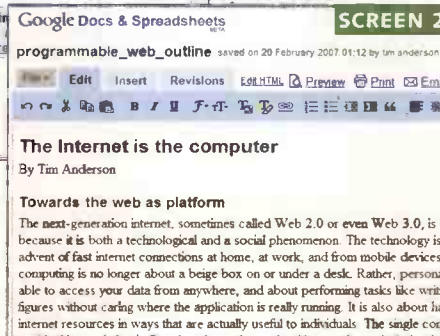 Google Docs & Spreadsheets
BETA
SCREEN 2
programmable_web_outline saved on 20 February 2007 01:12 by tim anderson
File Edit Insert Revisions Edit HTML Preview Print Em
The Internet is the computer
By Tim Anderson
Towards the web as platform
The next-generation internet, sometimes called Web 2.0 or even Web 3.0, is
because it is both a technological and a social phenomenon. The technology is
advent of fast internet connections at home, at work, and from mobile devices
computing is no longer about a beige box on or under a desk. Rather, persona
able to access your data from anywhere, and about performing tasks like writ
figures without caring where the application is really running. It is also about
internet resources in ways that are actually useful to individuals. The single